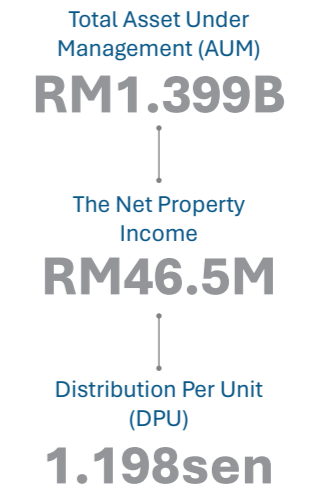 Total Asset Under
Management (AUM)
RM1.399B
The Net Property
Income
RM46.5M
Distribution Per Unit
(DPU)
1.198sen